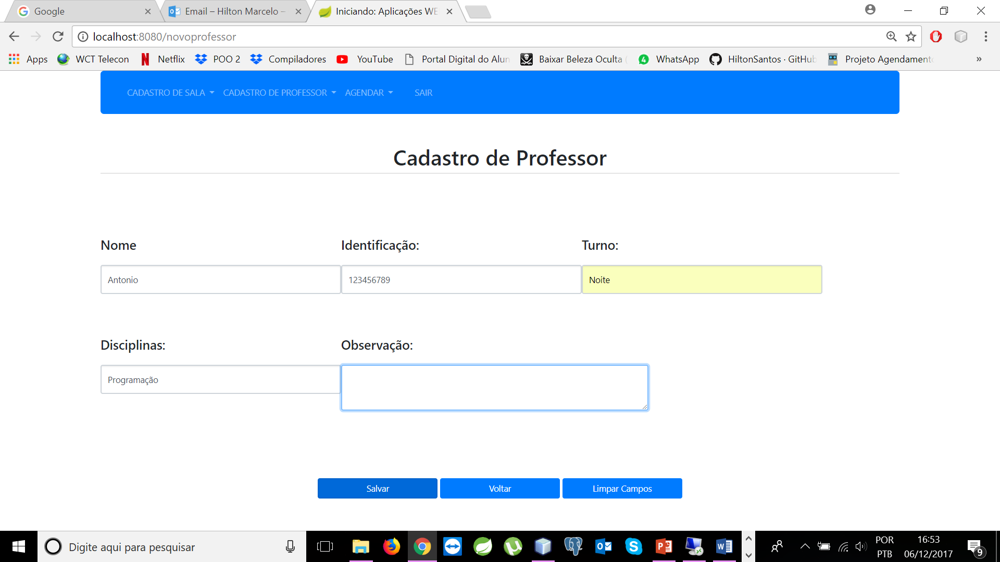 Google
Email – Hilton Marcelo –
Iniciando: Aplicações WE
localhost:8080/novoprofessor
Apps WCT Telecon Netflix POO 2 Compiladores YouTube Portal Digital do Alun Baixar Beleza Oculta ( WhatsApp HiltonSantos · GitHub Projeto Agendamento »
CADASTRO DE SALA CADASTRO DE PROFESSOR AGENDAR SAIR
Cadastro de Professor
Nome Identificação: Turno:
Antonio 123456789 Noite
Disciplinas: Observação:
Programação
Salvar Voltar Limpar Campos
Digite aqui para pesquisar
POR
PTB
16:53
06/12/2017
9